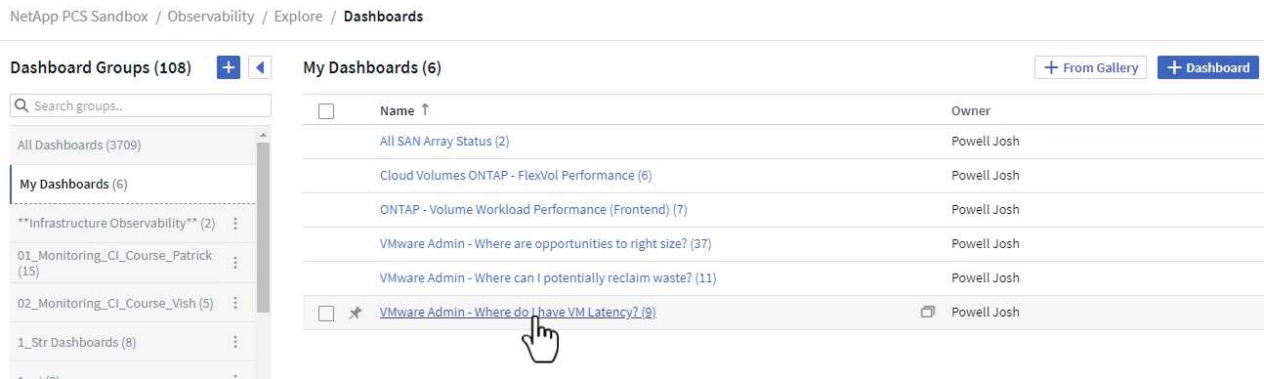 NetApp PCS Sandbox / Observability / Explore / Dashboards
Dashboard Groups (108)
+
Search groups..
All Dashboards (3709)
My Dashboards (6)
**Infrastructure Observability** (2)
01_Monitoring_CI_Course_Patrick
(15)
02_Monitoring_CI_Course_Vish (5)
1_Str Dashboards (8)
My Dashboards (6)
+ From Gallery
+ Dashboard
Name ↑ Owner
All SAN Array Status (2) Powell Josh
Cloud Volumes ONTAP - FlexVol Performance (6) Powell Josh
ONTAP - Volume Workload Performance (Frontend) (7) Powell Josh
VMware Admin - Where are opportunities to right size? (37) Powell Josh
VMware Admin - Where can I potentially reclaim waste? (11) Powell Josh
VMware Admin - Where do I have VM Latency? (9) Powell Josh